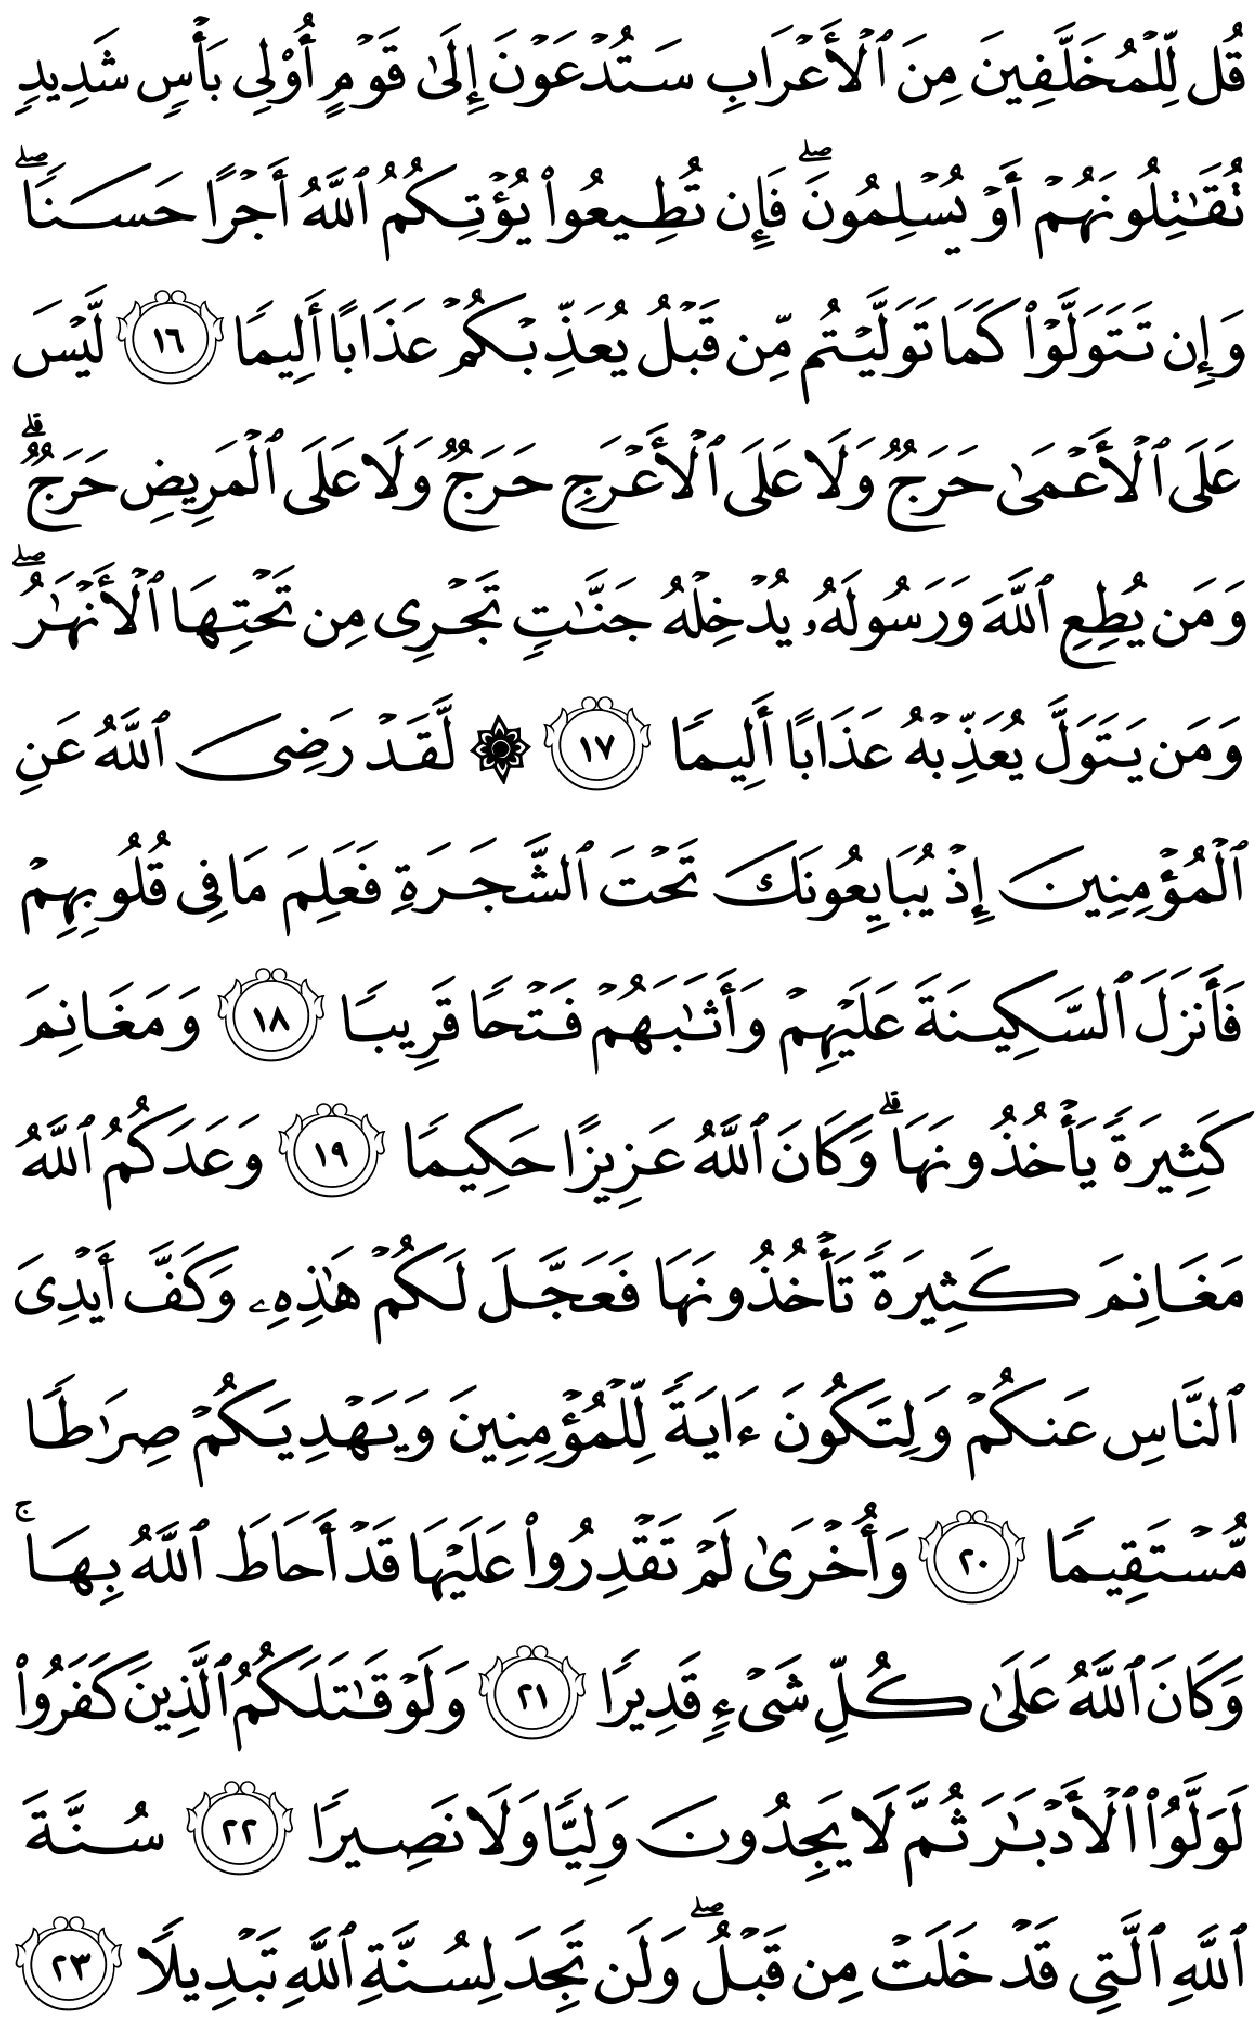 قُل لِّلْمُخَلَّفِينَ مِنَ ٱلْأَعْرَابِ سَتُدْعَوْنَ إِلَىٰ قَوْمٍ أُو۟لِى بَأْسٍ شَدِيدٍ
تُقَٰتِلُونَهُمْ أَوْ يُسْلِمُونَ ۖ فَإِن تُطِيعُوا۟ يُؤْتِكُمُ ٱللَّهُ أَجْرًا حَسَنًا ۖ
وَإِن تَتَوَلَّوْا۟ كَمَا تَوَلَّيْتُم مِّن قَبْلُ يُعَذِّبْكُمْ عَذَابًا أَلِيمًا ١٦ لَّيْسَ
عَلَى ٱلْأَعْمَىٰ حَرَجٌ وَلَا عَلَى ٱلْأَعْرَجِ حَرَجٌ وَلَا عَلَى ٱلْمَرِيضِ حَرَجٌ ۗ
وَمَن يُطِعِ ٱللَّهَ وَرَسُولَهُۥ يُدْخِلْهُ جَنَّٰتٍ تَجْرِى مِن تَحْتِهَا ٱلْأَنْهَٰرُ ۖ
وَمَن يَتَوَلَّ يُعَذِّبْهُ عَذَابًا أَلِيمًا ١٧ ۞ لَّقَدْ رَضِىَ ٱللَّهُ عَنِ
ٱلْمُؤْمِنِينَ إِذْ يُبَايِعُونَكَ تَحْتَ ٱلشَّجَرَةِ فَعَلِمَ مَا فِى قُلُوبِهِمْ
فَأَنزَلَ ٱلسَّكِينَةَ عَلَيْهِمْ وَأَثَٰبَهُمْ فَتْحًا قَرِيبًا ١٨ وَمَغَانِمَ
كَثِيرَةً يَأْخُذُونَهَا ۗ وَكَانَ ٱللَّهُ عَزِيزًا حَكِيمًا ١٩ وَعَدَكُمُ ٱللَّهُ
مَغَانِمَ كَثِيرَةً تَأْخُذُونَهَا فَعَجَّلَ لَكُمْ هَٰذِهِۦ وَكَفَّ أَيْدِىَ
ٱلنَّاسِ عَنكُمْ وَلِتَكُونَ ءَايَةً لِّلْمُؤْمِنِينَ وَيَهْدِيَكُمْ صِرَٰطًا
مُّسْتَقِيمًا ٢٠ وَأُخْرَىٰ لَمْ تَقْدِرُوا۟ عَلَيْهَا قَدْ أَحَاطَ ٱللَّهُ بِهَا ۚ
وَكَانَ ٱللَّهُ عَلَىٰ كُلِّ شَىْءٍ قَدِيرًا ٢١ وَلَوْ قَٰتَلَكُمُ ٱلَّذِينَ كَفَرُوا۟
لَوَلَّوُا۟ ٱلْأَدْبَٰرَ ثُمَّ لَا يَجِدُونَ وَلِيًّا وَلَا نَصِيرًا ٢٢ سُنَّةَ
ٱللَّهِ ٱلَّتِى قَدْ خَلَتْ مِن قَبْلُ ۖ وَلَن تَجِدَ لِسُنَّةِ ٱللَّهِ تَبْدِيلًا ٢٣